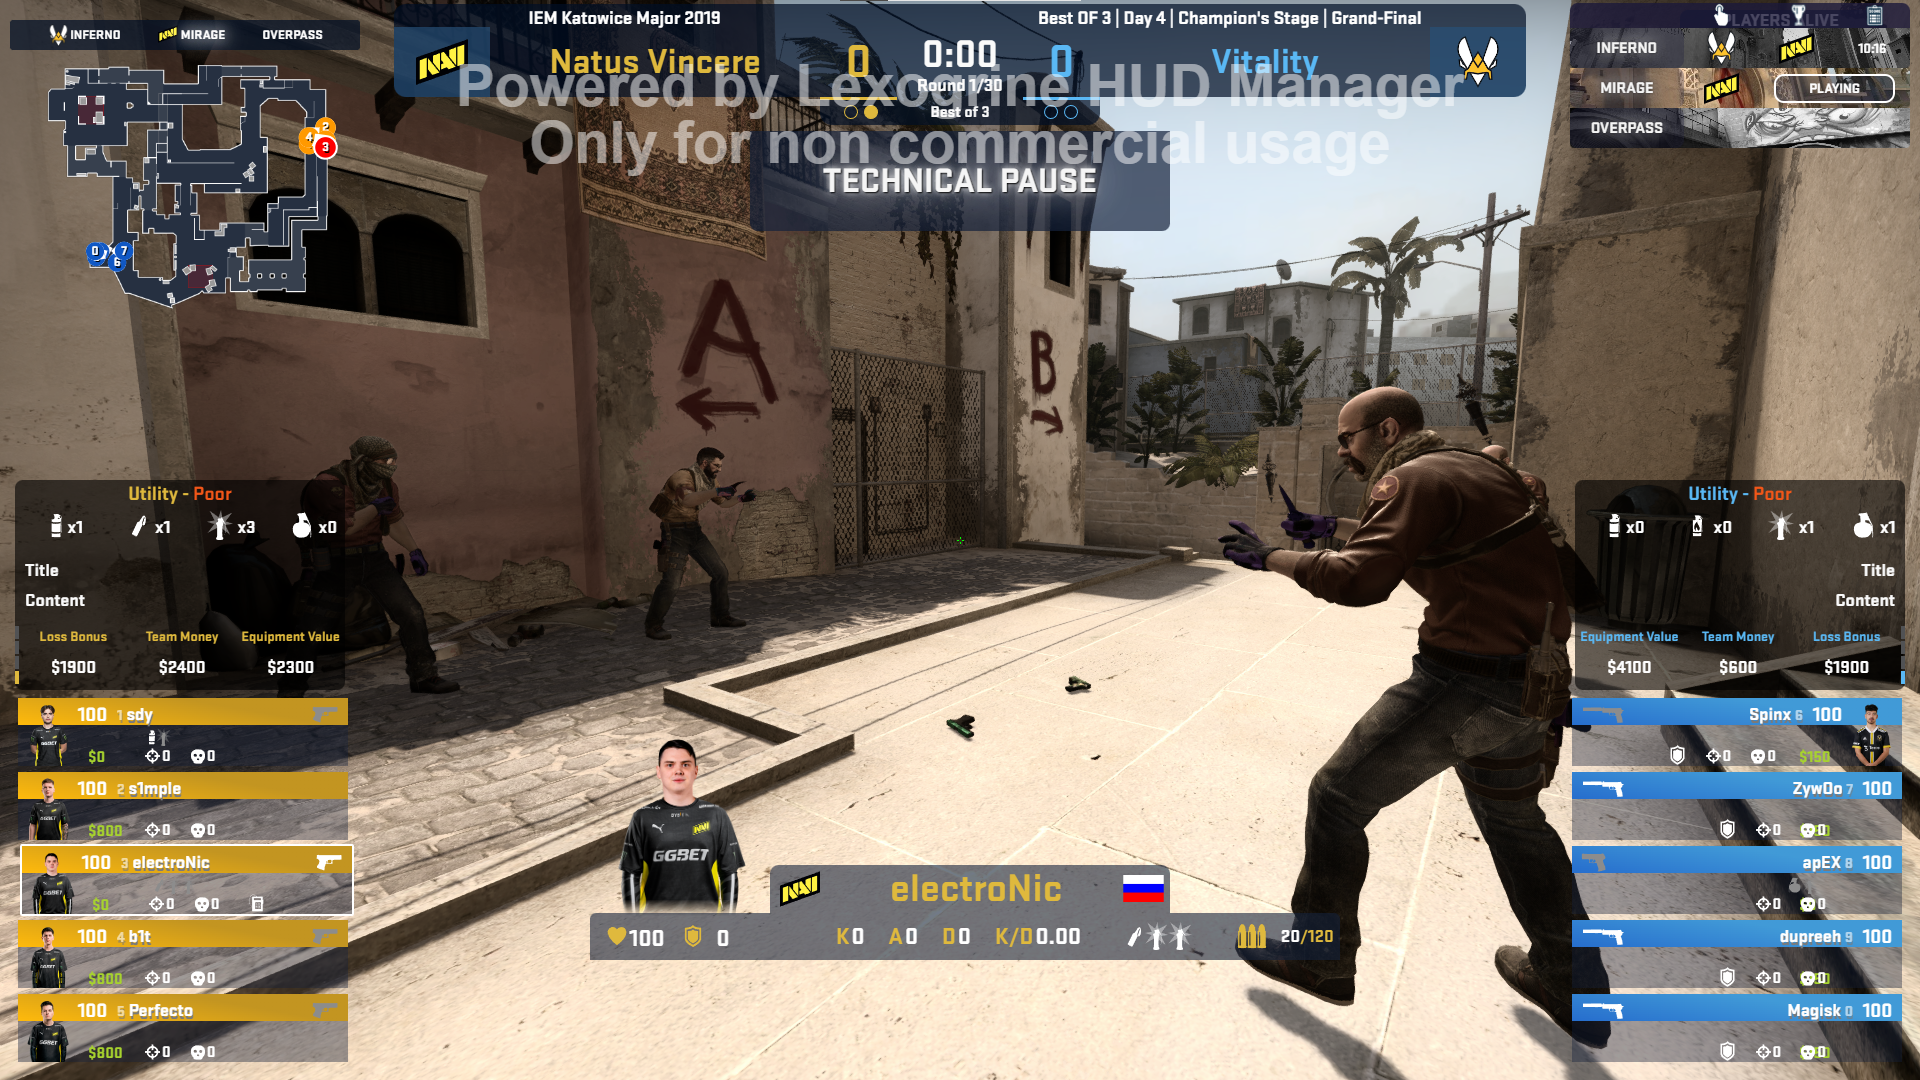 INFERNO MIRAGE OVERPASS
IEM Katowice Major 2019
Best OF 3 | Day 4 | Champion's Stage | Grand-Final
Natus Vincere 0 0:00 0 Vitality
Round 1/30
Best of 3
Powered by Lexogrine HUD Manager
Only for non commercial usage
TECHNICAL PAUSE
PLAYERS LIVE
INFERNO NAVI 10:16
MIRAGE NAVI PLAYING
OVERPASS
A
B
Utility - Poor
x1 x1 x3 x0
Title
Content
Loss Bonus Team Money Equipment Value
$1900 $2400 $2300
100 1 sdy
$0 0 0
100 2 s1mple
$800 0 0
100 3 electroNic
$0 0 0
100 4 b1t
$800 0 0
100 5 Perfecto
$800 0 0
Utility - Poor
x0 x0 x1 x1
Title
Content
Equipment Value Team Money Loss Bonus
$4100 $600 $1900
Spinx 6 100
0 0 $150
ZywOo 7 100
0 0
apEX 8 100
0 0
dupreeh 9 100
0 0
Magisk 0 100
0 0
GGBET
NAVI electroNic
100 0 K 0 A 0 D 0 K/D 0.00 20/120